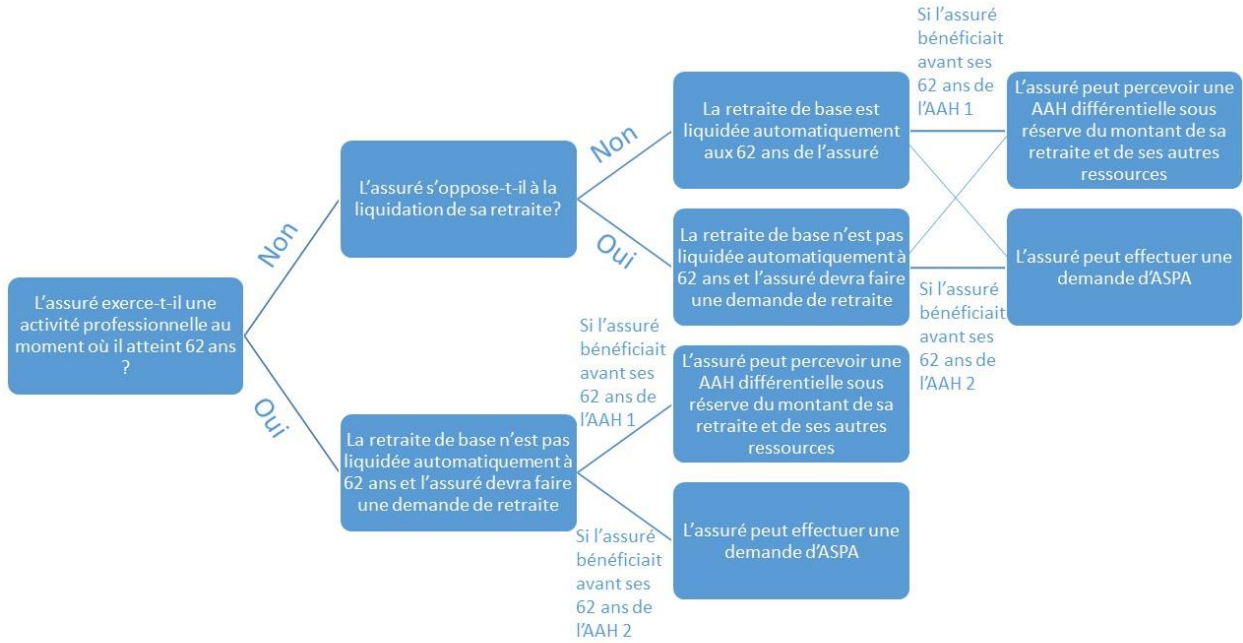 L’assuré exerce-t-il une
activité professionnelle au
moment où il atteint 62 ans
?
Non
Oui
L’assuré s’oppose-t-il à la
liquidation de sa retraite?
Non
Oui
La retraite de base est
liquidée automatiquement
aux 62 ans de l’assuré
La retraite de base n’est pas
liquidée automatiquement à
62 ans et l’assuré devra faire
une demande de retraite
Si l’assuré
bénéficiait
avant ses
62 ans de
l’AAH 1
L’assuré peut percevoir une
AAH différentielle sous
réserve du montant de sa
retraite et de ses autres
ressources
L’assuré peut effectuer une
demande d’ASPA
Si l’assuré
bénéficiait
avant ses
62 ans de
l’AAH 2
La retraite de base n’est pas
liquidée automatiquement à
62 ans et l’assuré devra faire
une demande de retraite
Si l’assuré
bénéficiait
avant ses
62 ans de
l’AAH 1
L’assuré peut percevoir une
AAH différentielle sous
réserve du montant de sa
retraite et de ses autres
ressources
Si l’assuré
bénéficiait
avant ses
62 ans de
l’AAH 2
L’assuré peut effectuer une
demande d’ASPA